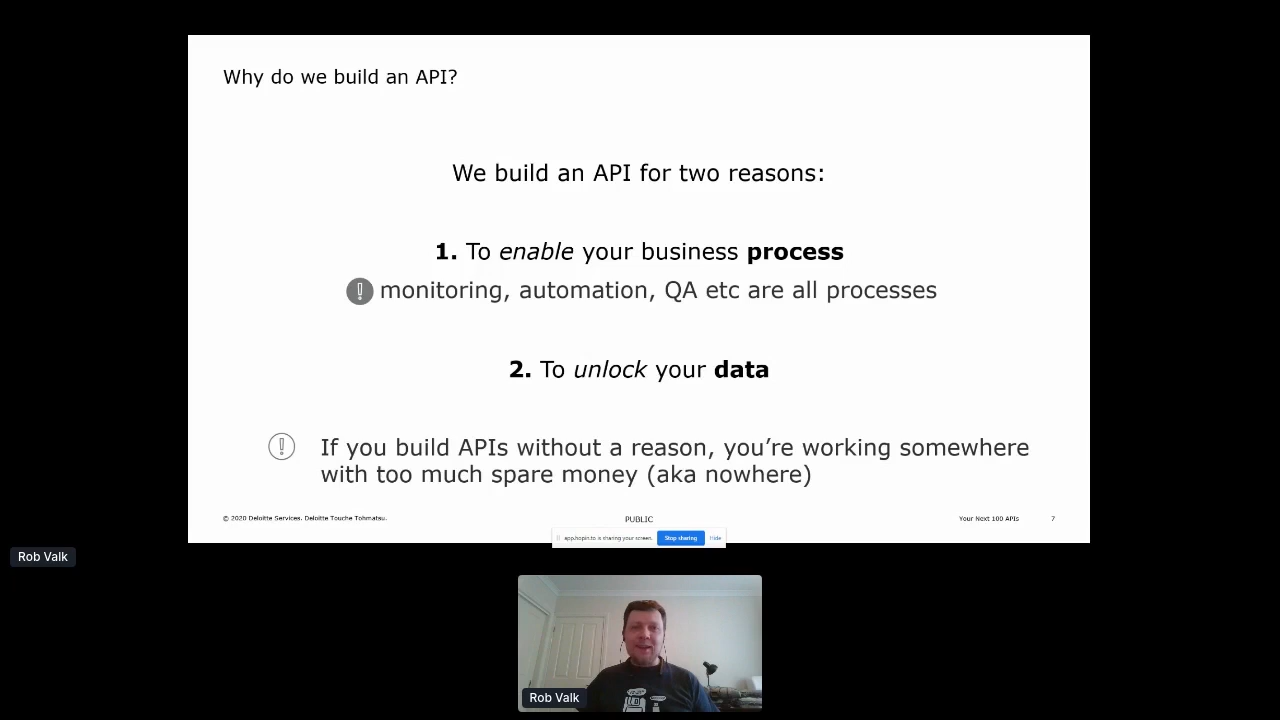 Why do we build an API?
We build an API for two reasons:
1. To enable your business process
monitoring, automation, QA etc are all processes
2. To unlock your data
If you build APIs without a reason, you’re working somewhere
with too much spare money (aka nowhere)
© 2020 Deloitte Services. Deloitte Touche Tohmatsu.
PUBLIC
Your Next 100 APIs
7
app.hopin.to is sharing your screen.
Stop sharing
Hide
Rob Valk
Rob Valk